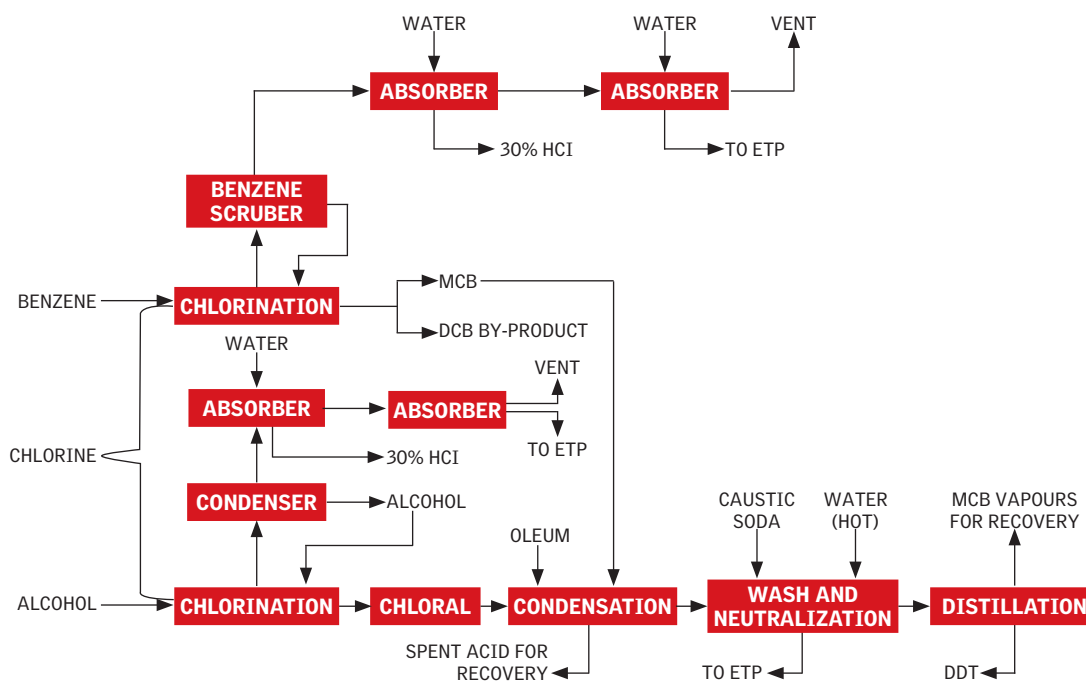 WATER
WATER
VENT
ABSORBER
ABSORBER
30% HCI
TO ETP
BENZENE
SCRUBER
MCB
BENZENE
CHLORINATION
DCB BY-PRODUCT
WATER
VENT
ABSORBER
ABSORBER
TO ETP
CHLORINE
30% HCI
CONDENSER
ALCOHOL
CAUSTIC
SODA
WATER
(HOT)
MCB VAPOURS
FOR RECOVERY
OLEUM
ALCOHOL
CHLORINATION
CHLORAL
CONDENSATION
WASH AND
NEUTRALIZATION
DISTILLATION
SPENT ACID FOR
RECOVERY
TO ETP
DDT